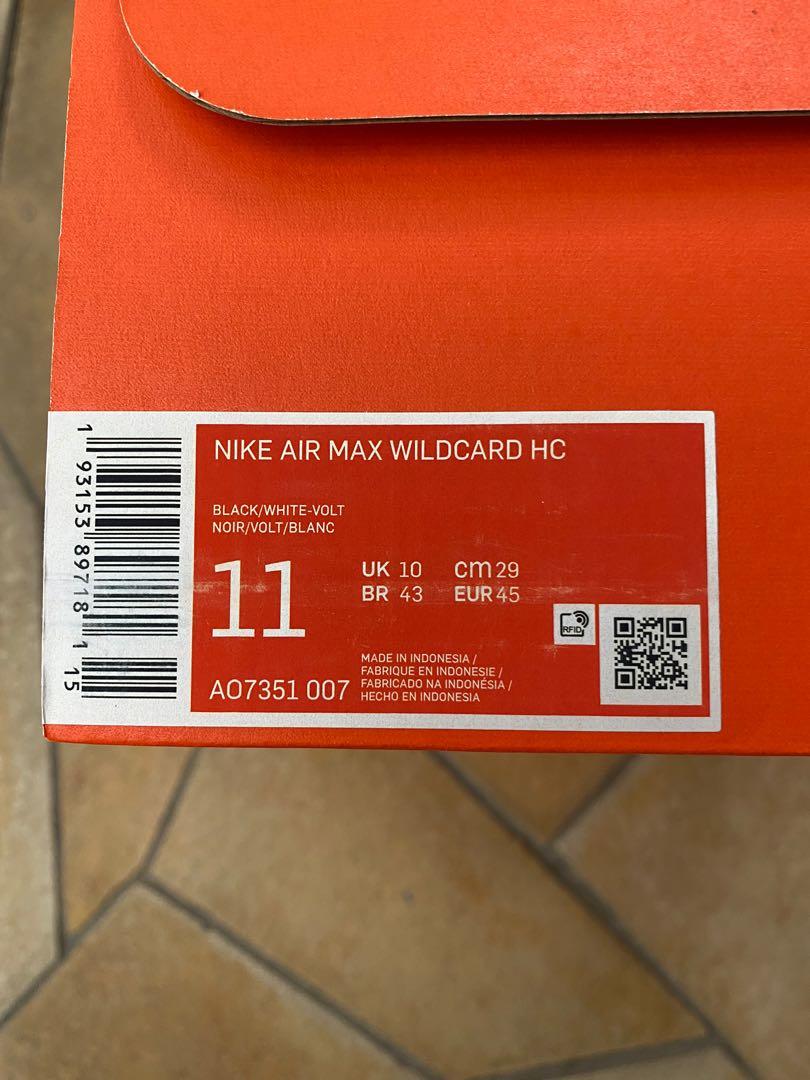 NIKE AIR MAX WILDCARD HC
BLACK/WHITE-VOLT
NOIR/VOLT/BLANC
11
UK 10 cm 29
BR 43 EUR 45
RFID
AO7351 007
MADE IN INDONESIA /
FABRIQUE EN INDONESIE /
FABRICADO NA INDONÉSIA /
HECHO EN INDONESIA
1 93153 89718 1 15